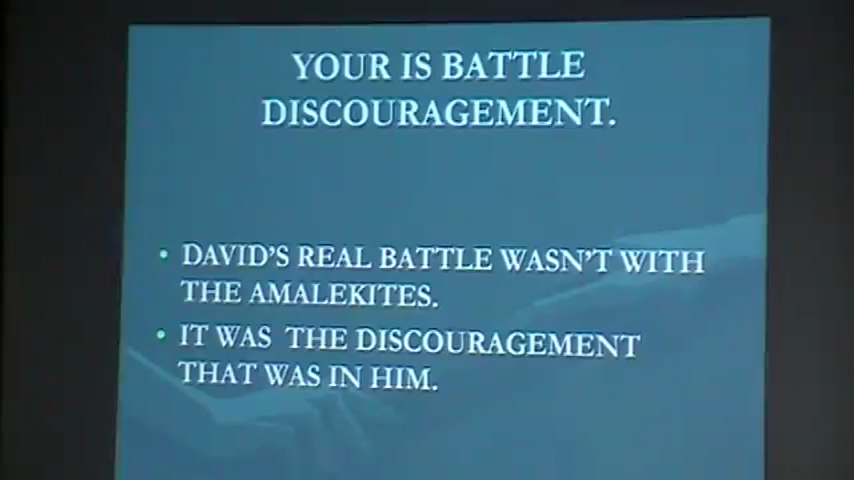 YOUR IS BATTLE
DISCOURAGEMENT.
• DAVID'S REAL BATTLE WASN'T WITH
THE AMALEKITES.
• IT WAS THE DISCOURAGEMENT
THAT WAS IN HIM.